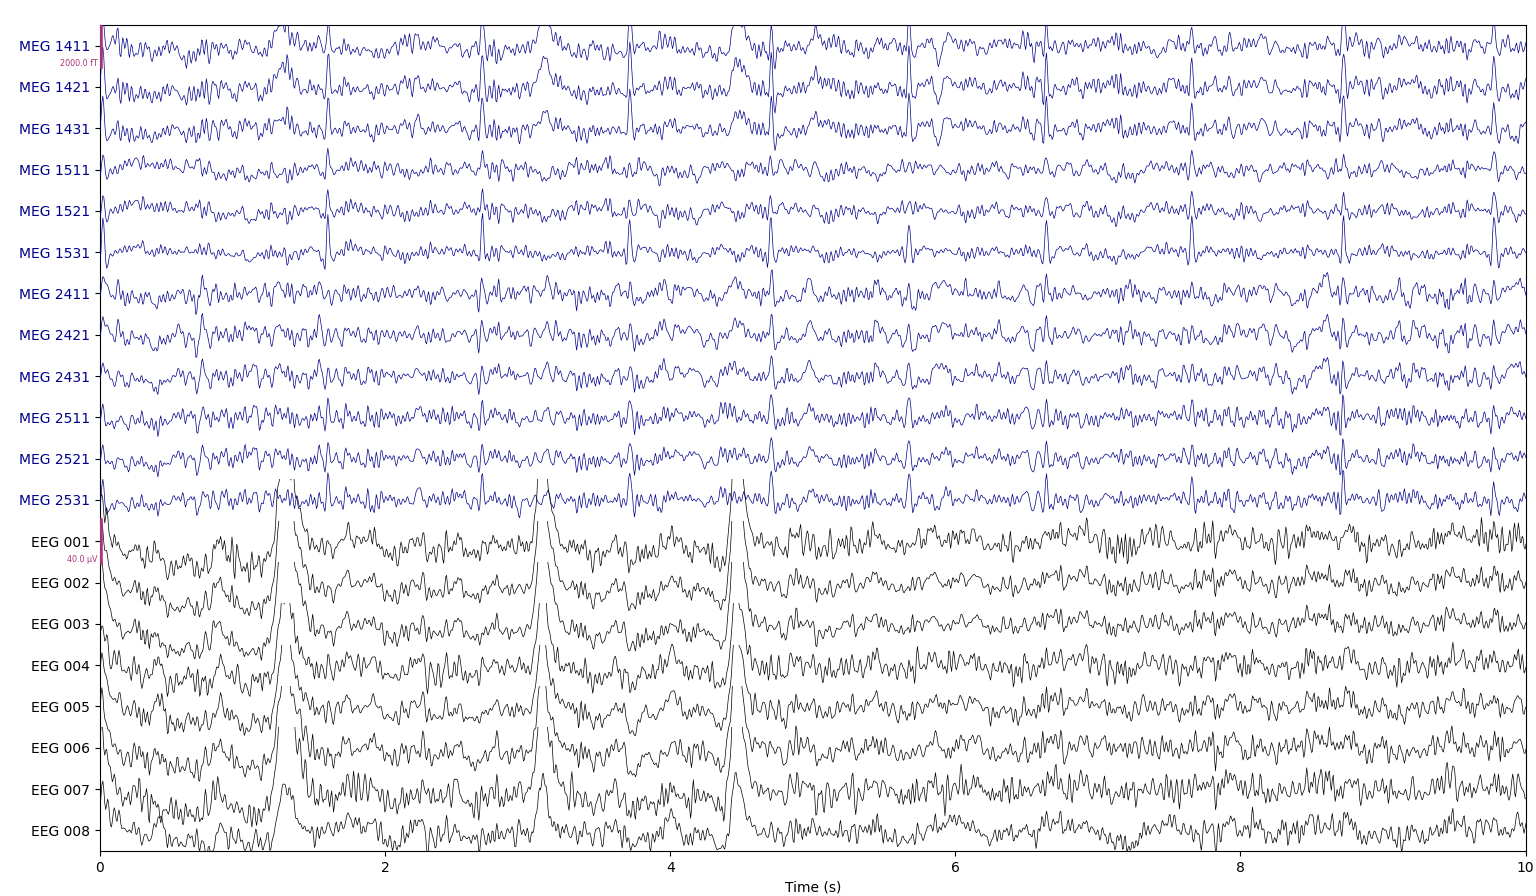 MEG 1411
2000.0 fT
MEG 1421
MEG 1431
MEG 1511
MEG 1521
MEG 1531
MEG 2411
MEG 2421
MEG 2431
MEG 2511
MEG 2521
MEG 2531
EEG 001
40.0 µV
EEG 002
EEG 003
EEG 004
EEG 005
EEG 006
EEG 007
EEG 008
0 2 4 6 8 10
Time (s)